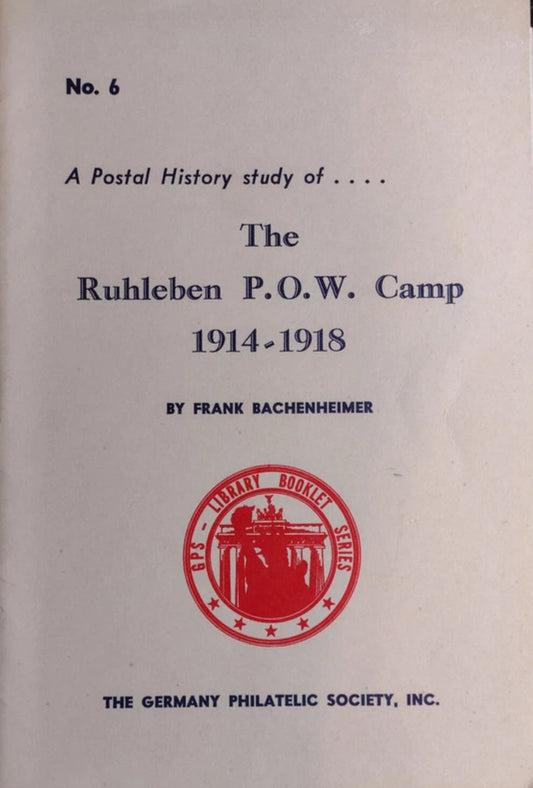 No. 6
A Postal History study of . . . .
The
Ruhleben P.O.W. Camp
1914-1918
BY FRANK BACHENHEIMER
GPS - LIBRARY BOOKLET SERIES
THE GERMANY PHILATELIC SOCIETY, INC.